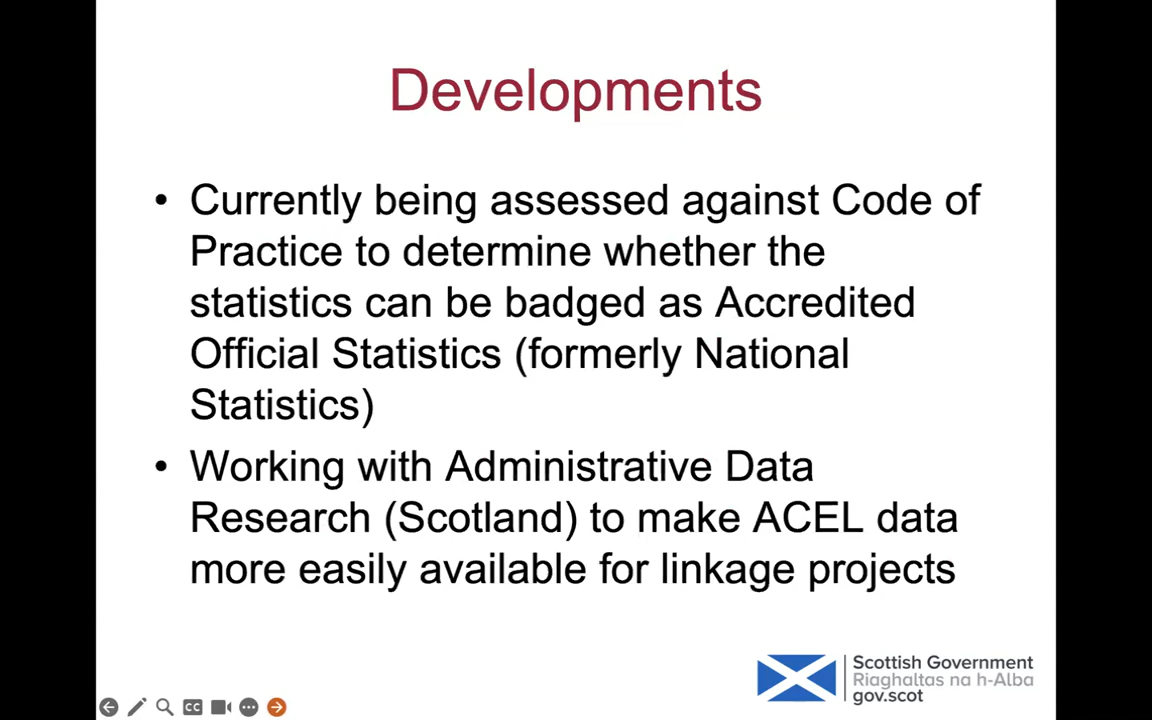 Developments
• Currently being assessed against Code of
Practice to determine whether the
statistics can be badged as Accredited
Official Statistics (formerly National
Statistics)
• Working with Administrative Data
Research (Scotland) to make ACEL data
more easily available for linkage projects
Scottish Government
Riaghaltas na h-Alba
gov.scot
CC